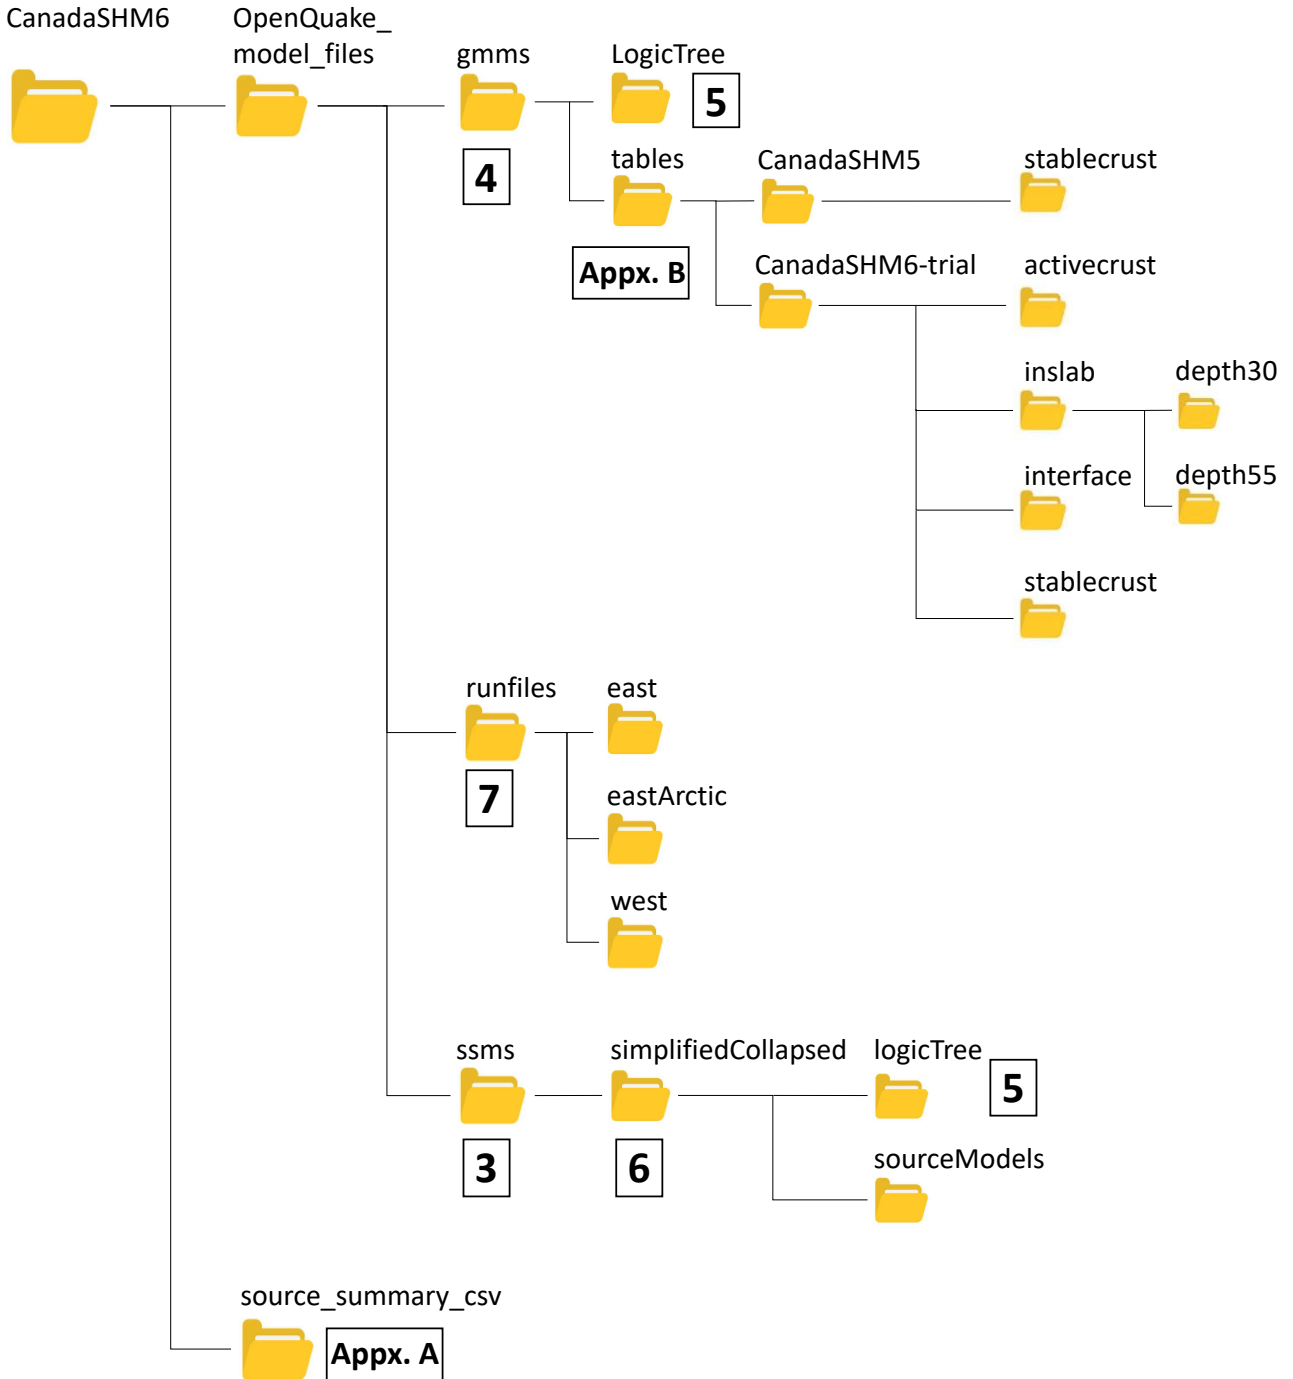 CanadaSHM6
OpenQuake_
model_files
gmms
LogicTree
5
4
tables
CanadaSHM5
stablecrust
Appx. B
CanadaSHM6-trial
activecrust
inslab
depth30
interface
depth55
stablecrust
runfiles
east
7
eastArctic
west
ssms
simplifiedCollapsed
logicTree
5
3
6
sourceModels
source_summary_csv
Appx. A